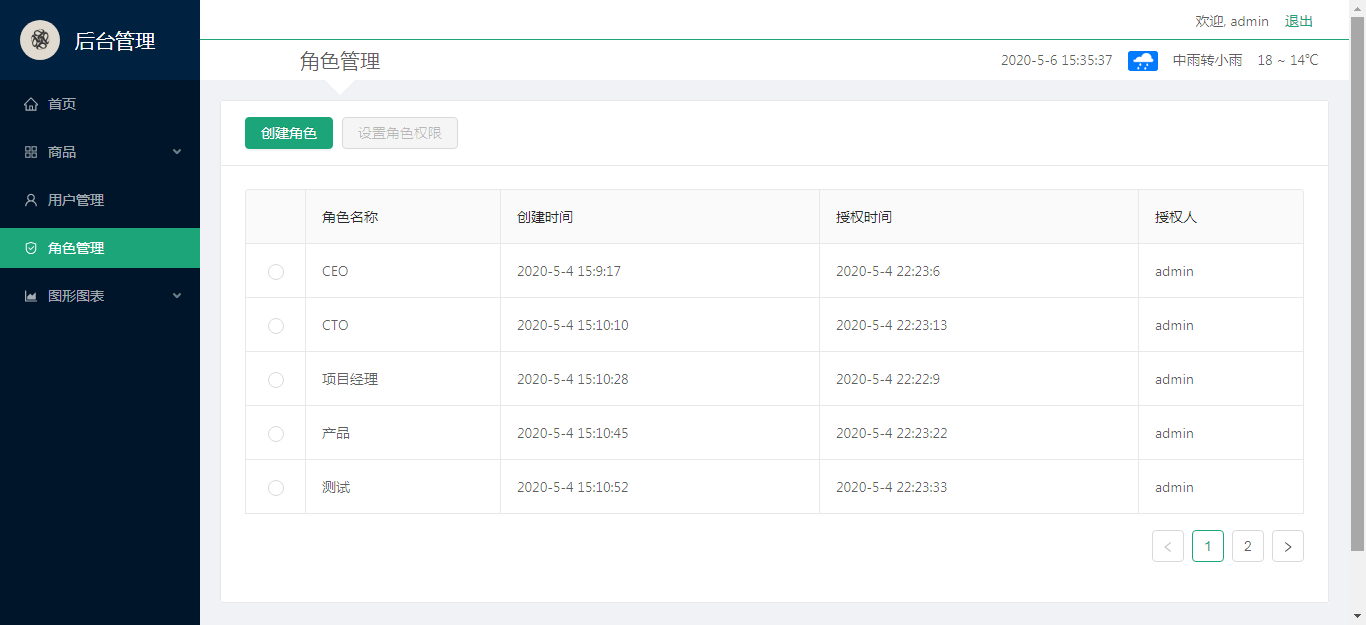 后台管理
欢迎, admin 退出
角色管理 2020-5-6 15:35:37 中雨转小雨 18 ~ 14℃
首页
商品
用户管理
角色管理
图形图表
创建角色 设置角色权限
角色名称 创建时间 授权时间 授权人
CEO 2020-5-4 15:9:17 2020-5-4 22:23:6 admin
CTO 2020-5-4 15:10:10 2020-5-4 22:23:13 admin
项目经理 2020-5-4 15:10:28 2020-5-4 22:22:9 admin
产品 2020-5-4 15:10:45 2020-5-4 22:23:22 admin
测试 2020-5-4 15:10:52 2020-5-4 22:23:33 admin
< 1 2 >